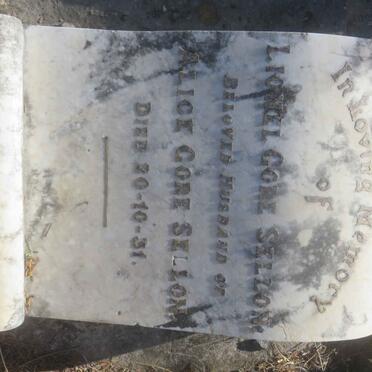 In Loving Memory
of
Lionel Gore Sellon,
Beloved Husband of
Alice Gore Sellon
Died 20-10-31.